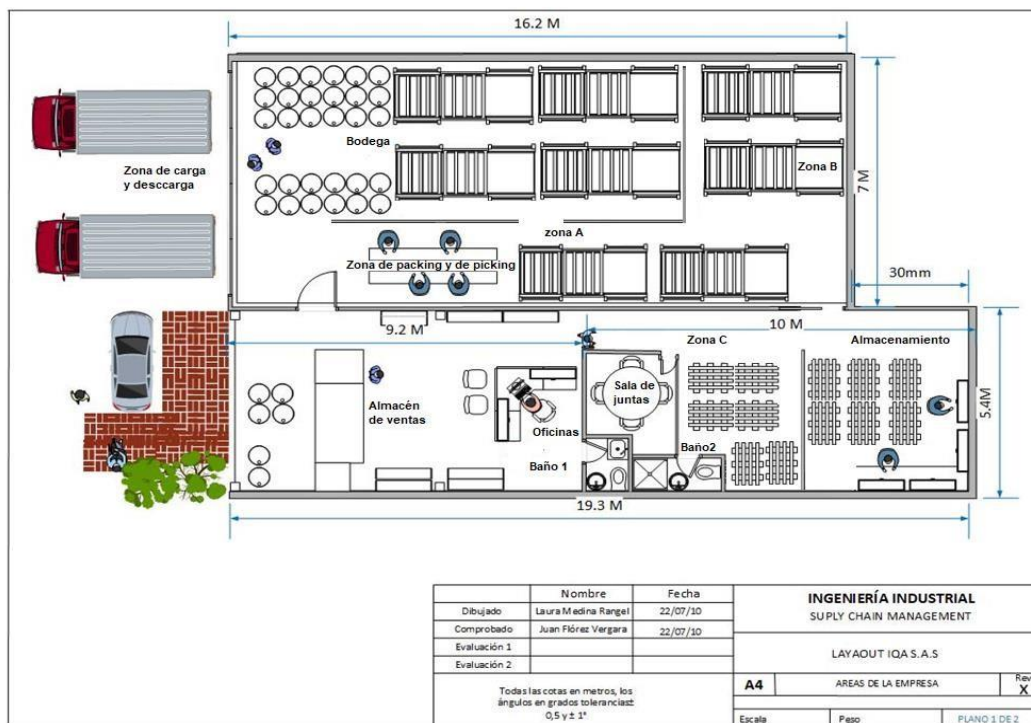 16.2 M
Bodega
Zona de carga
y desccarga
Zona B
7 M
zona A
Zona de packing y de picking
30mm
9.2 M
10 M
Zona C
Almacenamiento
Sala de
juntas
Almacén
de ventas
5.4M
Oficinas
Baño 1
Baño2
19.3 M
Nombre
Fecha
Dibujado
Laura Medina Rangel
22/07/10
Comprobado
Juan Flórez Vergara
22/07/10
Evaluación 1
Evaluación 2
Todas las cotas en metros, los
ángulos en grados tolerancias±
0,5 y ± 1°
INGENIERÍA INDUSTRIAL
SUPLY CHAIN MANAGEMENT
LAYAOUT IQA S.A.S
A4
AREAS DE LA EMPRESA
Rev
X
Escala
Peso
PLANO 1 DE 2